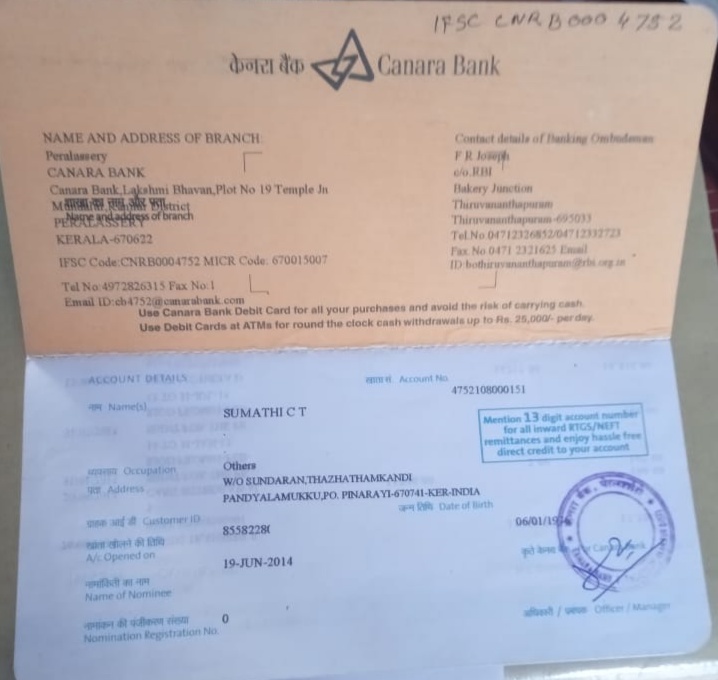 IFSC CNRB000 4752
केनरा बैंक Canara Bank
NAME AND ADDRESS OF BRANCH:
Peralassery
CANARA BANK
Canara Bank,Lakshmi Bhavan,Plot No 19 Temple Jn
District
शाखा का नाम और पता
Name and address of branch
PERALASSERY
KERALA-670622
IFSC Code:CNRB0004752 MICR Code: 670015007
Tel No:4972826315 Fax No:1
Email ID:cb4752@canarabank.com
Contact details of Banking Ombudsman
F R Joseph
c/o.RBI
Bakery Junction
Thiruvananthapuram
Thiruvananthapuram-695033
Tel.No.04712326852/04712332723
Fax No.0471 2321625 Email
ID:bothiruvananthapuram@rbi.org.in
Use Canara Bank Debit Card for all your purchases and avoid the risk of carrying cash.
Use Debit Cards at ATMs for round the clock cash withdrawals up to Rs. 25,000/- per day.
ACCOUNT DETAILS
खाता सं. Account No.
4752108000151
नाम Name(s)
SUMATHI C T
Mention 13 digit account number
for all inward RTGS/NEFT
remittances and enjoy hassle free
direct credit to your account
व्यवसाय Occupation
Others
पता Address
W/O SUNDARAN,THAZHATHAMKANDI
PANDYALAMUKKU,PO. PINARAYI-670741-KER-INDIA
जन्म तिथि Date of Birth
06/01/19
ग्राहक आई डी Customer ID
8558228
खाता खोलने की तिथि
A/c Opened on
19-JUN-2014
कृते केनरा
For Canara Bank
नामांकिती का नाम
Name of Nominee
नामांकन की पंजीकरण संख्या
Nomination Registration No.
0
अधिकारी / प्रबंधक Officer / Manager